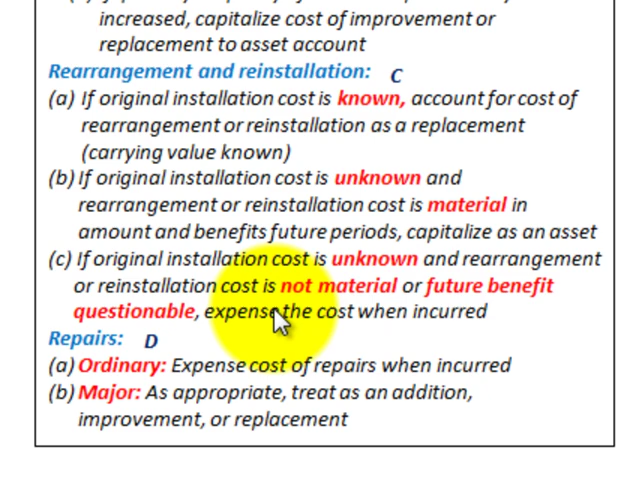 increased, capitalize cost of improvement or
replacement to asset account
Rearrangement and reinstallation: C
(a) If original installation cost is known, account for cost of
rearrangement or reinstallation as a replacement
(carrying value known)
(b) If original installation cost is unknown and
rearrangement or reinstallation cost is material in
amount and benefits future periods, capitalize as an asset
(c) If original installation cost is unknown and rearrangement
or reinstallation cost is not material or future benefit
questionable, expense the cost when incurred
Repairs: D
(a) Ordinary: Expense cost of repairs when incurred
(b) Major: As appropriate, treat as an addition,
improvement, or replacement